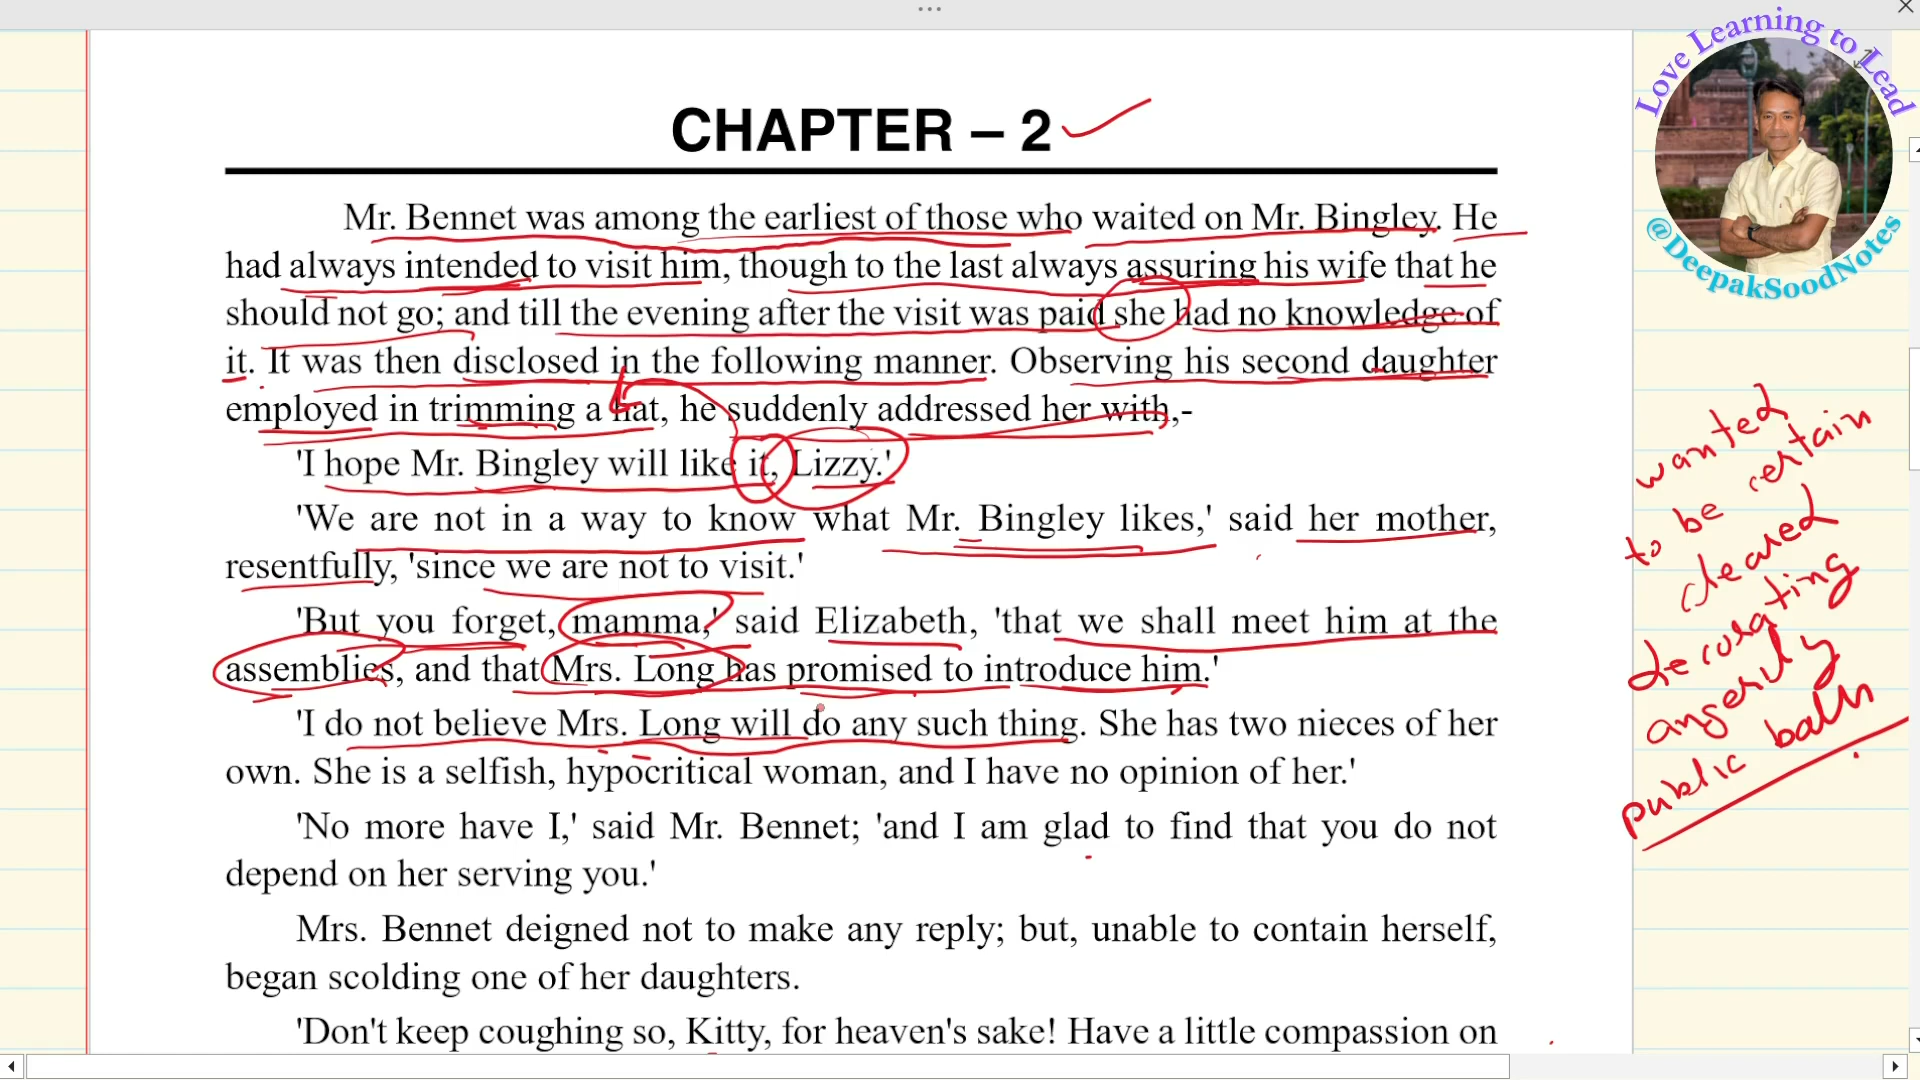 Love Learning to Lead
@DeepakSoodNotes
CHAPTER – 2
Mr. Bennet was among the earliest of those who waited on Mr. Bingley. He
had always intended to visit him, though to the last always assuring his wife that he
should not go; and till the evening after the visit was paid she had no knowledge of
it. It was then disclosed in the following manner. Observing his second daughter
employed in trimming a hat, he suddenly addressed her with,-
'I hope Mr. Bingley will like it, Lizzy.'
'We are not in a way to know what Mr. Bingley likes,' said her mother,
resentfully, 'since we are not to visit.'
'But you forget, mamma,' said Elizabeth, 'that we shall meet him at the
assemblies, and that Mrs. Long has promised to introduce him.'
'I do not believe Mrs. Long will do any such thing. She has two nieces of her
own. She is a selfish, hypocritical woman, and I have no opinion of her.'
'No more have I,' said Mr. Bennet; 'and I am glad to find that you do not
depend on her serving you.'
Mrs. Bennet deigned not to make any reply; but, unable to contain herself,
began scolding one of her daughters.
'Don't keep coughing so, Kitty, for heaven's sake! Have a little compassion on
wanted
to be certain
cleared
decorating
angerly
public balls